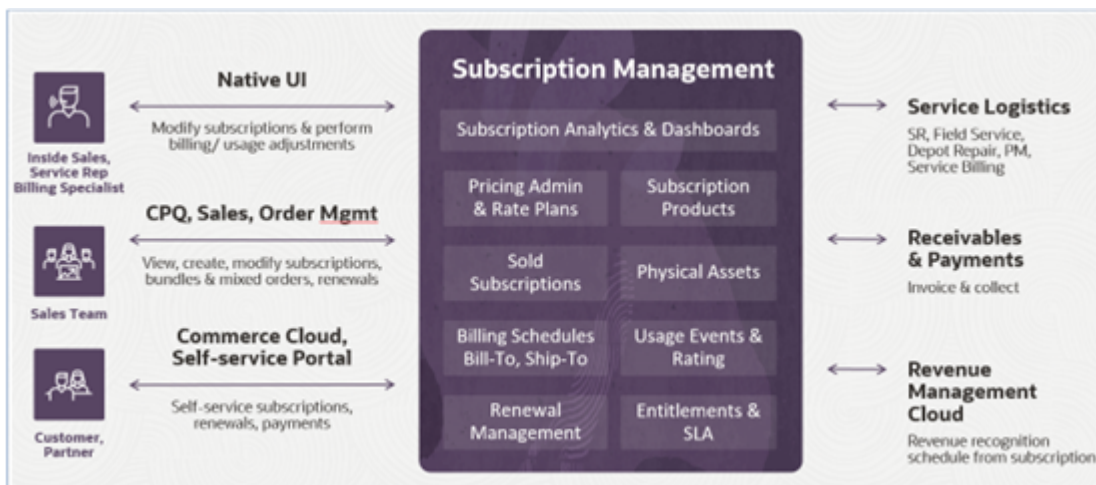 Inside Sales,
Service Rep
Billing Specialist
Native UI
Modify subscriptions & perform
billing/ usage adjustments
Sales Team
CPQ, Sales, Order Mgmt
View, create, modify subscriptions,
bundles & mixed orders, renewals
Customer,
Partner
Commerce Cloud,
Self-service Portal
Self-service subscriptions,
renewals, payments
Subscription Management
Subscription Analytics & Dashboards
Pricing Admin
& Rate Plans
Subscription
Products
Sold
Subscriptions
Physical Assets
Billing Schedules
Bill-To, Ship-To
Usage Events &
Rating
Renewal
Management
Entitlements &
SLA
Service Logistics
SR, Field Service,
Depot Repair, PM,
Service Billing
Receivables
& Payments
Invoice & collect
Revenue
Management
Cloud
Revenue recognition
schedule from subscription